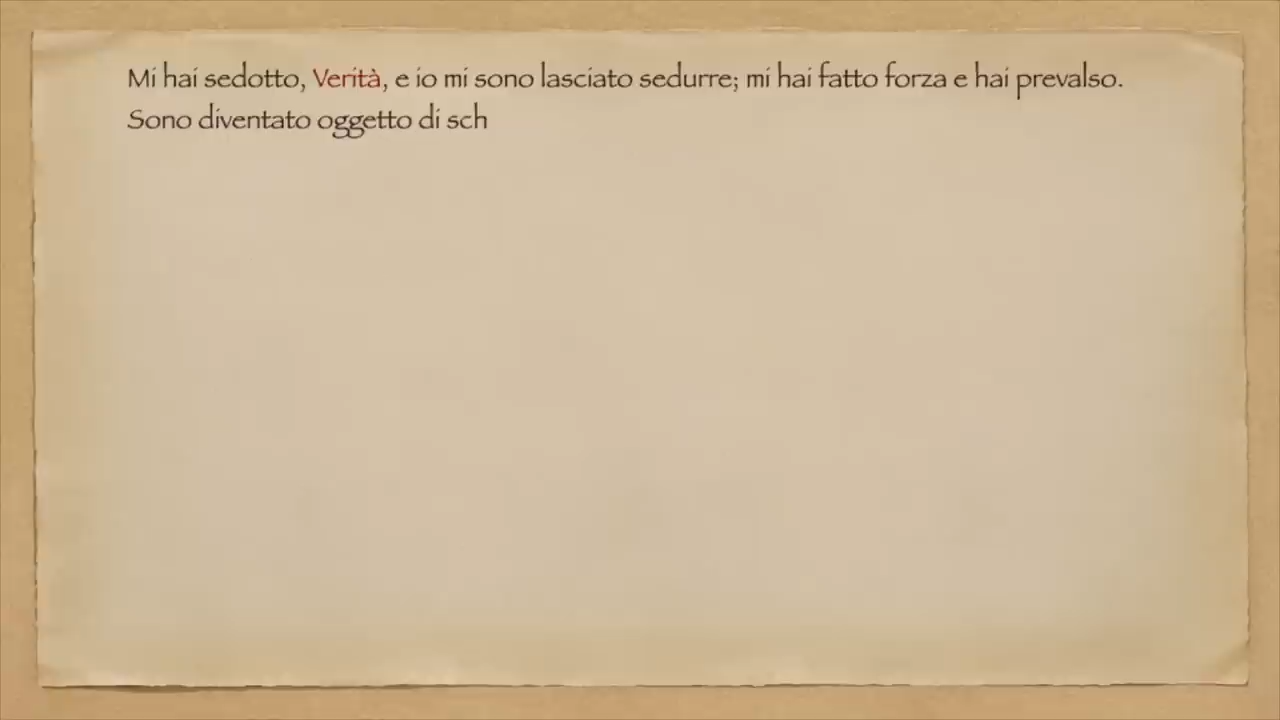 Mi hai sedotto, Verità, e io mi sono lasciato sedurre; mi hai fatto forza e hai prevalso.
Sono diventato oggetto di sch